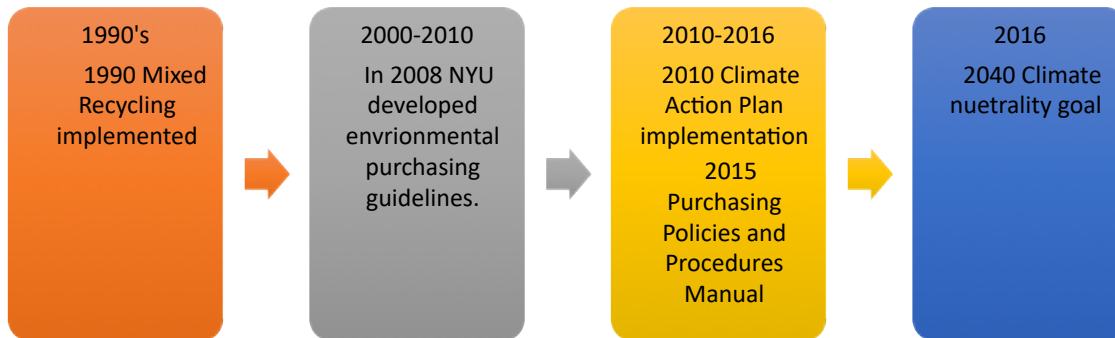 1990's
1990 Mixed
Recycling
implemented
2000-2010
In 2008 NYU
developed
envrionmental
purchasing
guidelines.
2010-2016
2010 Climate
Action Plan
implementation
2015
Purchasing
Policies and
Procedures
Manual
2016
2040 Climate
nuetrality goal